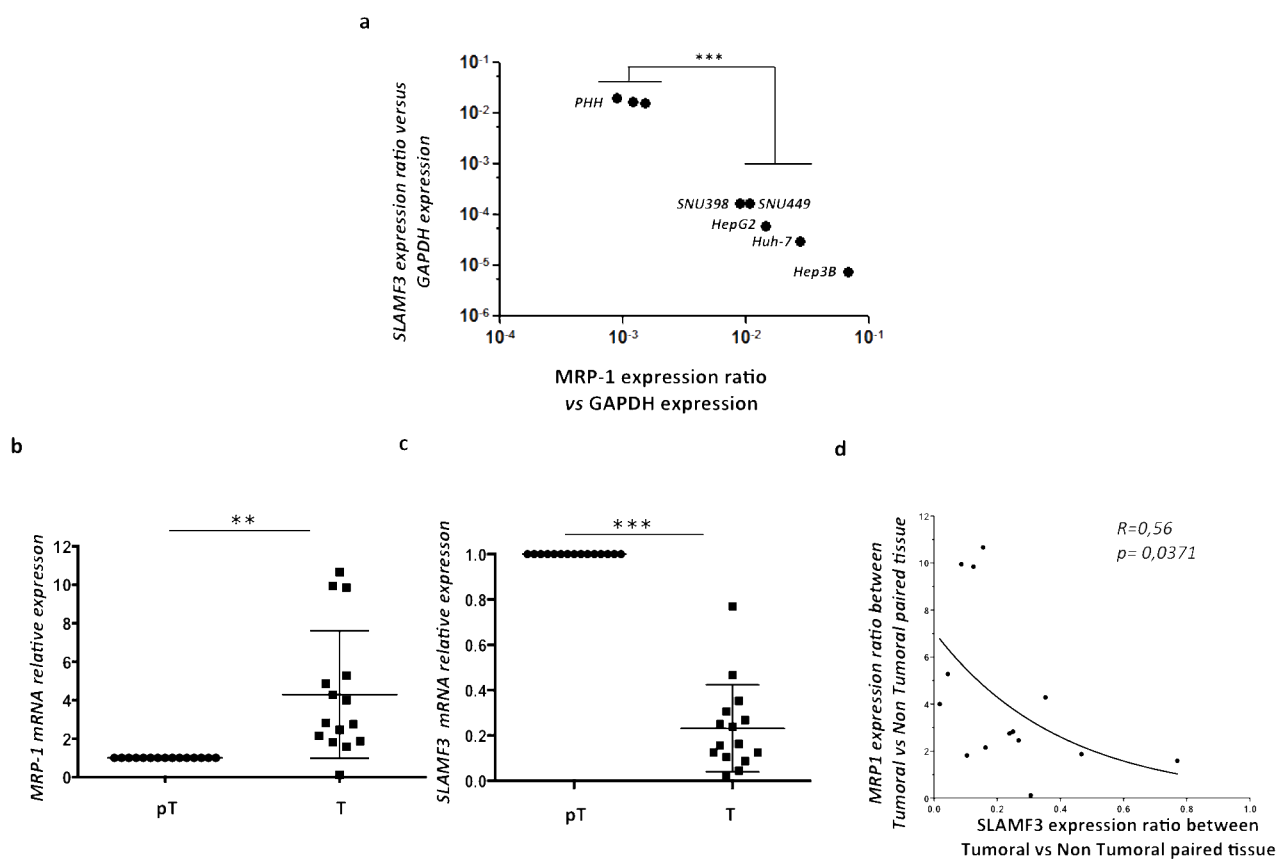 a
SLAMF3 expression ratio versus
GAPDH expression
10-1
10-2
10-3
10-4
10-5
10-6
***
PHH
SNU398
SNU449
HepG2
Huh-7
Hep3B
10-4
10-3
10-2
10-1
MRP-1 expression ratio
vs GAPDH expression
b
MRP-1 mRNA relative expresson
12
10
8
6
4
2
0
**
pT
T
c
SLAMF3 mRNA relative expression
1.0
0.8
0.6
0.4
0.2
0.0
***
pT
T
d
MRP1 expression ratio between
Tumoral vs Non Tumoral paired tissue
12
10
8
6
4
2
0
R=0,56
p= 0,0371
0.0
0.2
0.4
0.6
0.8
1.0
SLAMF3 expression ratio between
Tumoral vs Non Tumoral paired tissue